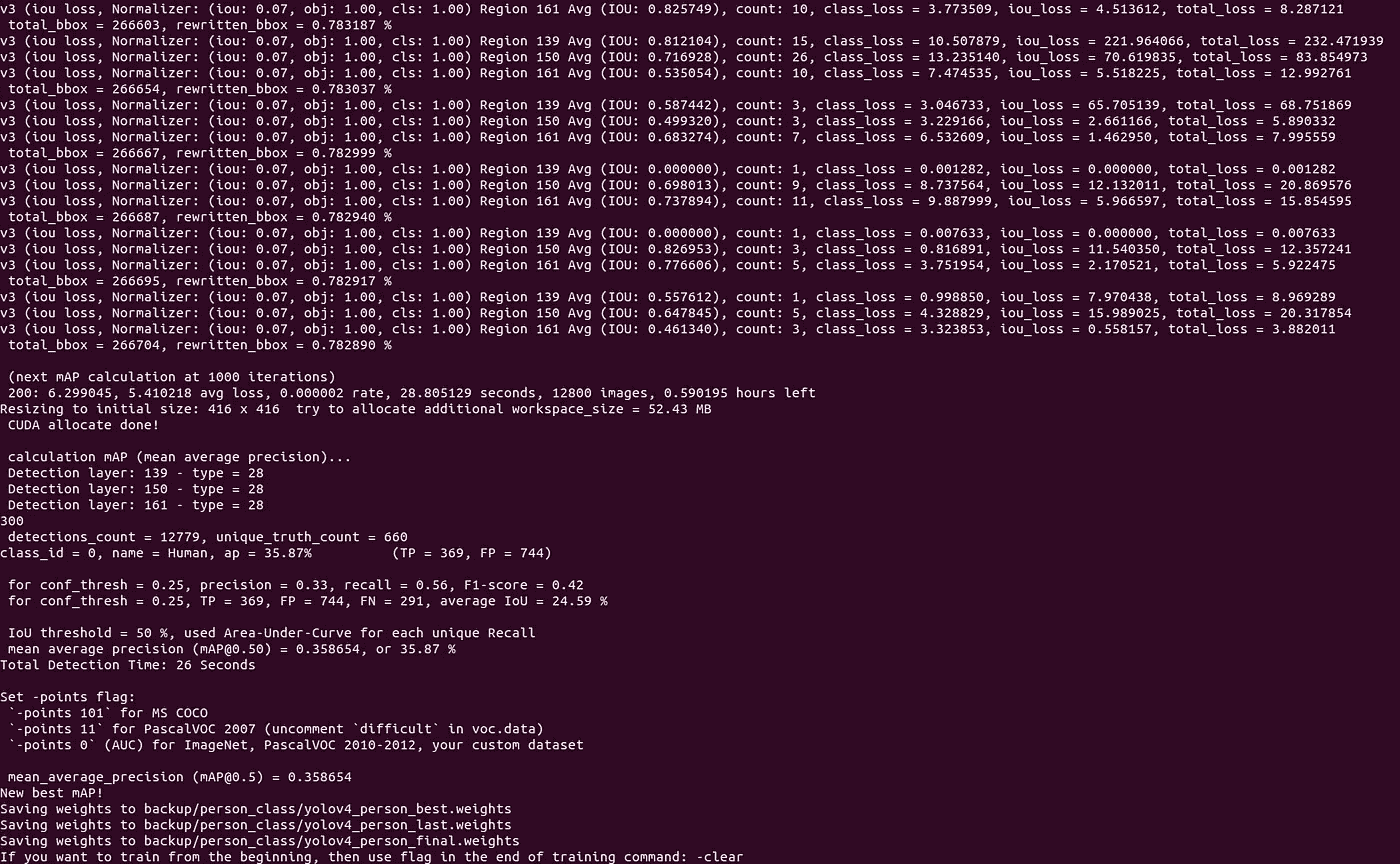 v3 (iou loss, Normalizer: (iou: 0.07, obj: 1.00, cls: 1.00) Region 161 Avg (IOU: 0.825749), count: 10, class_loss = 3.773509, iou_loss = 4.513612, total_loss = 8.287121
total_bbox = 266603, rewritten_bbox = 0.783187 %
v3 (iou loss, Normalizer: (iou: 0.07, obj: 1.00, cls: 1.00) Region 139 Avg (IOU: 0.812104), count: 15, class_loss = 10.507879, iou_loss = 221.964066, total_loss = 232.471939
v3 (iou loss, Normalizer: (iou: 0.07, obj: 1.00, cls: 1.00) Region 150 Avg (IOU: 0.716928), count: 26, class_loss = 13.235140, iou_loss = 70.619835, total_loss = 83.854973
v3 (iou loss, Normalizer: (iou: 0.07, obj: 1.00, cls: 1.00) Region 161 Avg (IOU: 0.535054), count: 10, class_loss = 7.474535, iou_loss = 5.518225, total_loss = 12.992761
total_bbox = 266654, rewritten_bbox = 0.783037 %
v3 (iou loss, Normalizer: (iou: 0.07, obj: 1.00, cls: 1.00) Region 139 Avg (IOU: 0.587442), count: 3, class_loss = 3.046733, iou_loss = 65.705139, total_loss = 68.751869
v3 (iou loss, Normalizer: (iou: 0.07, obj: 1.00, cls: 1.00) Region 150 Avg (IOU: 0.499320), count: 3, class_loss = 3.229166, iou_loss = 2.661166, total_loss = 5.890332
v3 (iou loss, Normalizer: (iou: 0.07, obj: 1.00, cls: 1.00) Region 161 Avg (IOU: 0.683274), count: 7, class_loss = 6.532609, iou_loss = 1.462950, total_loss = 7.995559
total_bbox = 266667, rewritten_bbox = 0.782999 %
v3 (iou loss, Normalizer: (iou: 0.07, obj: 1.00, cls: 1.00) Region 139 Avg (IOU: 0.000000), count: 1, class_loss = 0.001282, iou_loss = 0.000000, total_loss = 0.001282
v3 (iou loss, Normalizer: (iou: 0.07, obj: 1.00, cls: 1.00) Region 150 Avg (IOU: 0.698013), count: 9, class_loss = 8.737564, iou_loss = 12.132011, total_loss = 20.869576
v3 (iou loss, Normalizer: (iou: 0.07, obj: 1.00, cls: 1.00) Region 161 Avg (IOU: 0.737894), count: 11, class_loss = 9.887999, iou_loss = 5.966597, total_loss = 15.854595
total_bbox = 266687, rewritten_bbox = 0.782940 %
v3 (iou loss, Normalizer: (iou: 0.07, obj: 1.00, cls: 1.00) Region 139 Avg (IOU: 0.000000), count: 1, class_loss = 0.007633, iou_loss = 0.000000, total_loss = 0.007633
v3 (iou loss, Normalizer: (iou: 0.07, obj: 1.00, cls: 1.00) Region 150 Avg (IOU: 0.826953), count: 3, class_loss = 0.816891, iou_loss = 11.540350, total_loss = 12.357241
v3 (iou loss, Normalizer: (iou: 0.07, obj: 1.00, cls: 1.00) Region 161 Avg (IOU: 0.776606), count: 5, class_loss = 3.751954, iou_loss = 2.170521, total_loss = 5.922475
total_bbox = 266695, rewritten_bbox = 0.782917 %
v3 (iou loss, Normalizer: (iou: 0.07, obj: 1.00, cls: 1.00) Region 139 Avg (IOU: 0.557612), count: 1, class_loss = 0.998850, iou_loss = 7.970438, total_loss = 8.969289
v3 (iou loss, Normalizer: (iou: 0.07, obj: 1.00, cls: 1.00) Region 150 Avg (IOU: 0.647845), count: 5, class_loss = 4.328829, iou_loss = 15.989025, total_loss = 20.317854
v3 (iou loss, Normalizer: (iou: 0.07, obj: 1.00, cls: 1.00) Region 161 Avg (IOU: 0.461340), count: 3, class_loss = 3.323853, iou_loss = 0.558157, total_loss = 3.882011
total_bbox = 266704, rewritten_bbox = 0.782890 %
(next mAP calculation at 1000 iterations)
200: 6.299045, 5.410218 avg loss, 0.000002 rate, 28.805129 seconds, 12800 images, 0.590195 hours left
Resizing to initial size: 416 x 416  try to allocate additional workspace_size = 52.43 MB
CUDA allocate done!
calculation mAP (mean average precision)...
Detection layer: 139 - type = 28
Detection layer: 150 - type = 28
Detection layer: 161 - type = 28
300
detections_count = 12779, unique_truth_count = 660
class_id = 0, name = Human, ap = 35.87%          (TP = 369, FP = 744)
for conf_thresh = 0.25, precision = 0.33, recall = 0.56, F1-score = 0.42
for conf_thresh = 0.25, TP = 369, FP = 744, FN = 291, average IoU = 24.59 %
IoU threshold = 50 %, used Area-Under-Curve for each unique Recall
mean average precision (mAP@0.50) = 0.358654, or 35.87 %
Total Detection Time: 26 Seconds
Set -points flag:
`-points 101` for MS COCO
`-points 11` for PascalVOC 2007 (uncomment `difficult` in voc.data)
`-points 0` (AUC) for ImageNet, PascalVOC 2010-2012, your custom dataset
mean_average_precision (mAP@0.5) = 0.358654
New best mAP!
Saving weights to backup/person_class/yolov4_person_best.weights
Saving weights to backup/person_class/yolov4_person_last.weights
Saving weights to backup/person_class/yolov4_person_final.weights
If you want to train from the beginning, then use flag in the end of training command: -clear